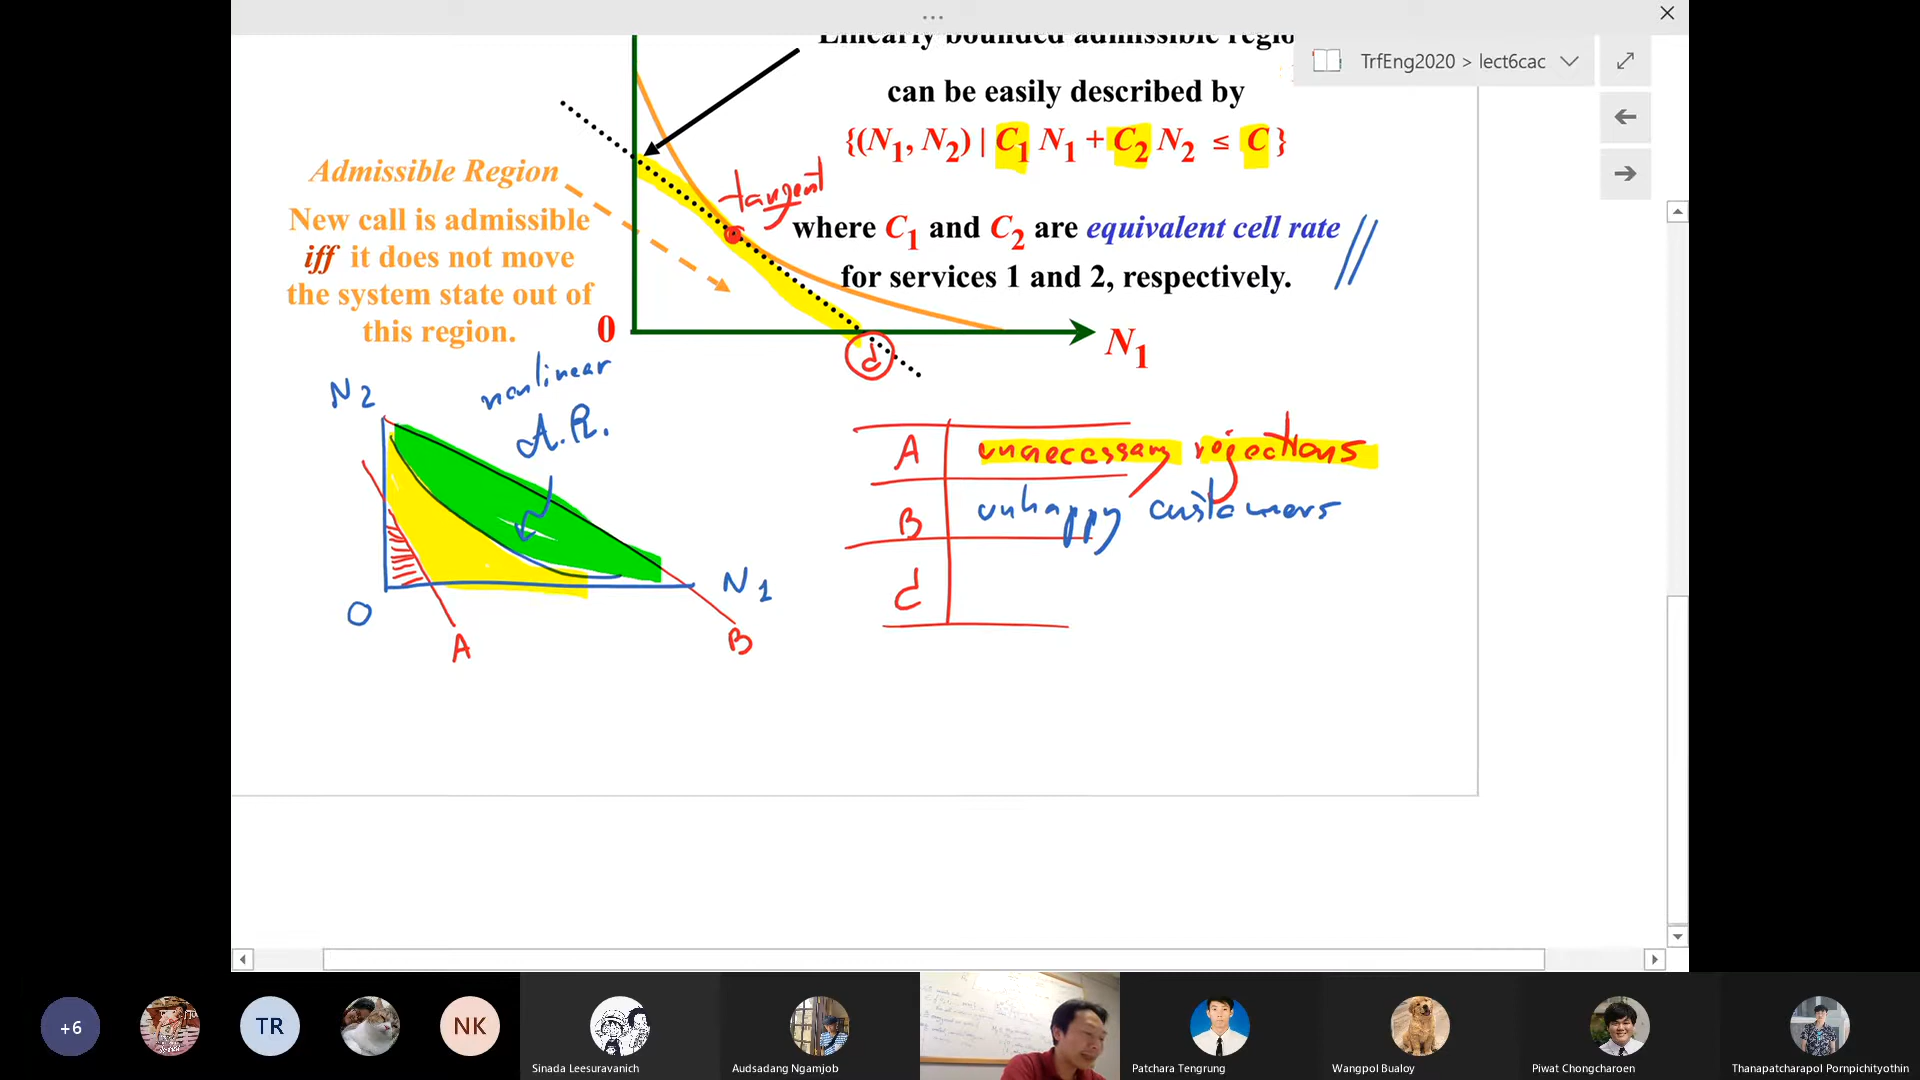 TrfEng2020 > lect6cac
Linearly bounded admissible regio
can be easily described by
{(N1, N2) | C1 N1 + C2 N2 ≤ C }
where C1 and C2 are equivalent cell rate
for services 1 and 2, respectively.
tangent
Admissible Region
New call is admissible
iff it does not move
the system state out of
this region.
0
d
N1
N2
nonlinear
A.R.
O
N1
A
B
A unnecessary rejections
B unhappy customers
d
+6
TR
NK
Sinada Leesuravanich
Audsadang Ngamjob
Patchara Tengrung
Wangpol Bualoy
Piwat Chongcharoen
Thanapatcharapol Pornpichityothin